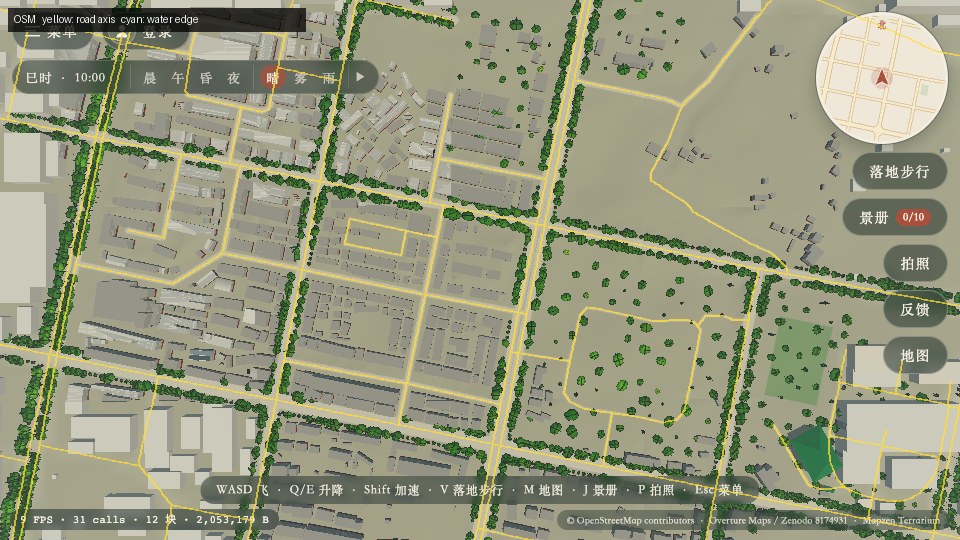 OSM yellow: road axis cyan: water edge
菜单 登录
巳时 · 10:00 晨 午 昏 夜 晴 雾 雨
落地步行
景册 0/10
拍照
反馈
地图
WASD 飞 · Q/E 升降 · Shift 加速 · V 落地步行 · M 地图 · J 景册 · P 拍照 · Esc 菜单
9 FPS · 31 calls · 12 块 · 2,053,179 B
© OpenStreetMap contributors · Overture Maps / Zenodo 8174931 · Mapzen Terrarium